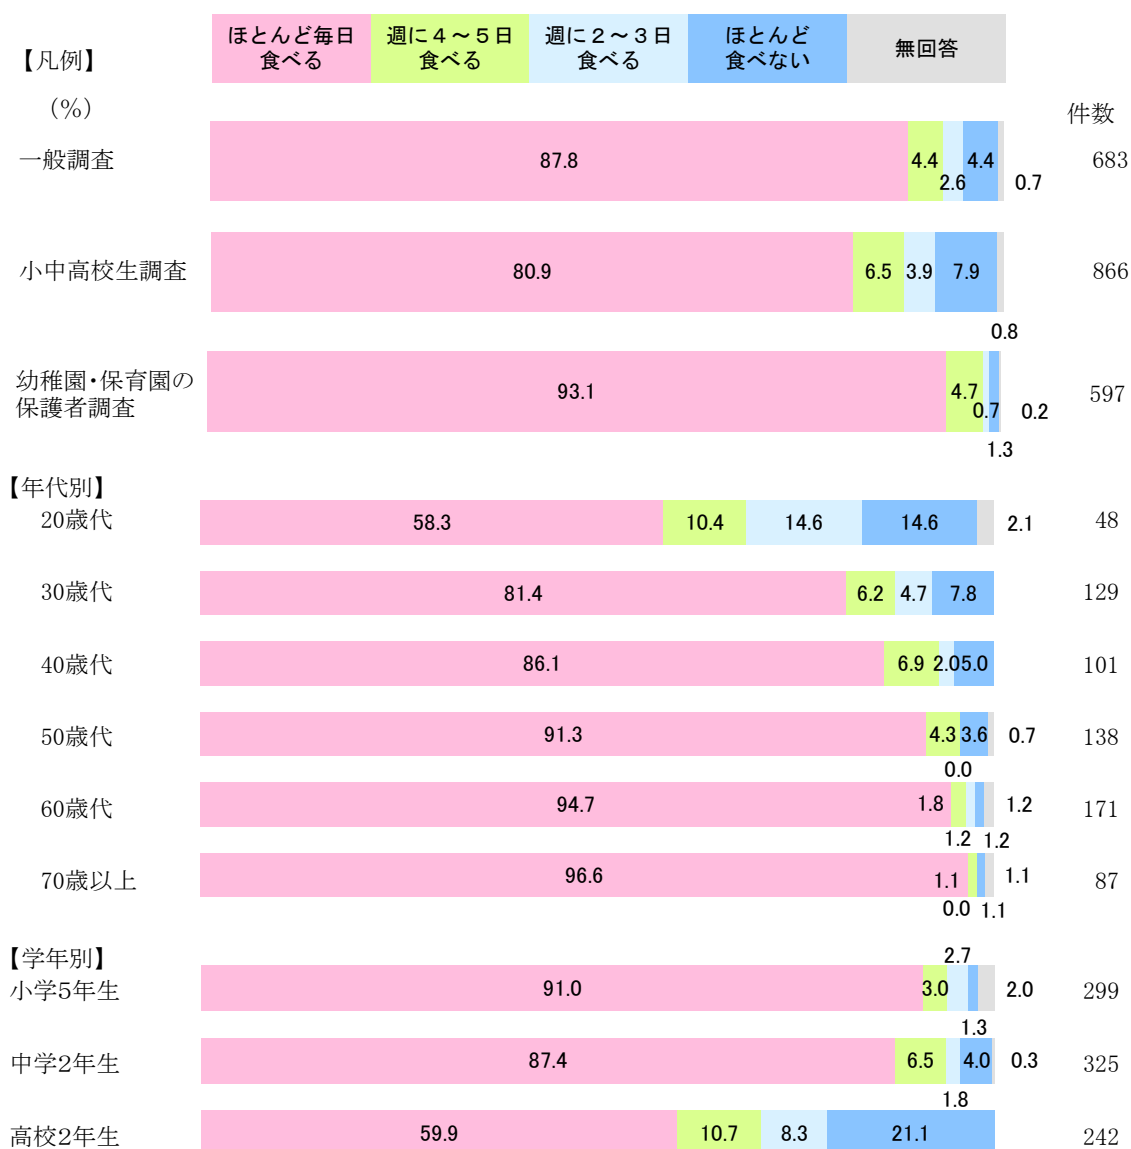 【凡例】
ほとんど毎日
食べる
週に４～５日
食べる
週に２～３日
食べる
ほとんど
食べない
無回答
(%)
件数
一般調査 87.8 4.4 2.6 4.4 0.7 683
小中高校生調査 80.9 6.5 3.9 7.9 0.8 866
幼稚園・保育園の
保護者調査 93.1 4.7 0.7 1.3 0.2 597
【年代別】
20歳代 58.3 10.4 14.6 14.6 2.1 48
30歳代 81.4 6.2 4.7 7.8 129
40歳代 86.1 6.9 2.0 5.0 101
50歳代 91.3 4.3 0.0 3.6 0.7 138
60歳代 94.7 1.8 1.2 1.2 1.2 171
70歳以上 96.6 1.1 0.0 1.1 1.1 87
【学年別】
小学5年生 91.0 3.0 2.7 1.3 2.0 299
中学2年生 87.4 6.5 1.8 4.0 0.3 325
高校2年生 59.9 10.7 8.3 21.1 242